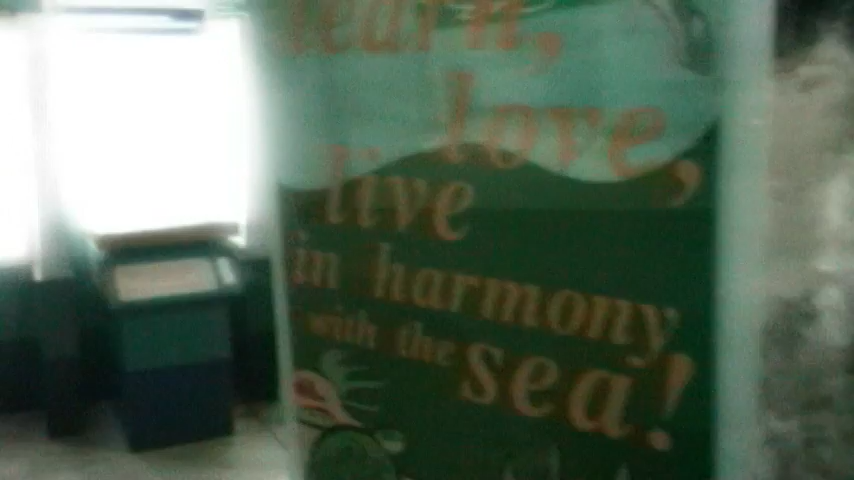 learn,
love,
live
in harmony
with the
sea!